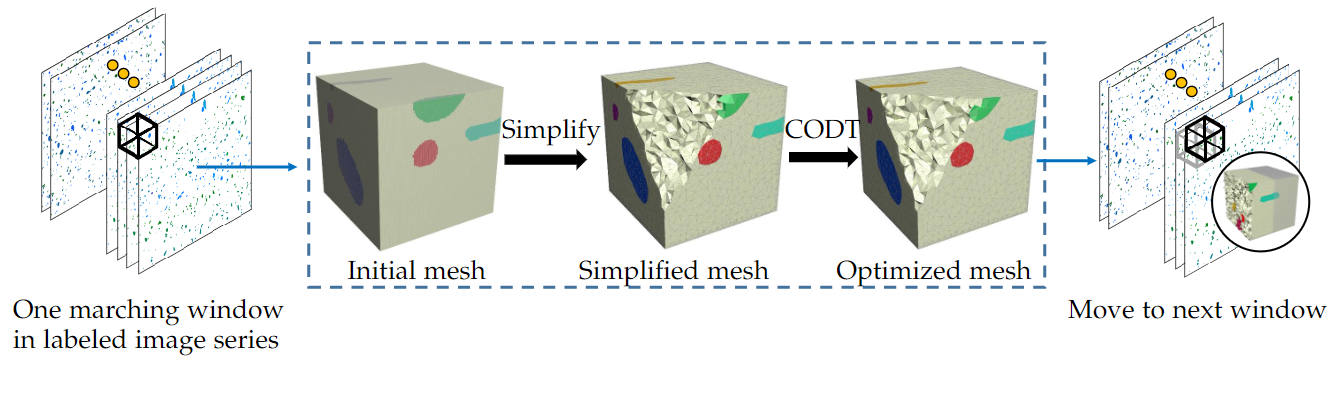 Simplify
CODT
Initial mesh
Simplified mesh
Optimized mesh
One marching window
in labeled image series
Move to next window